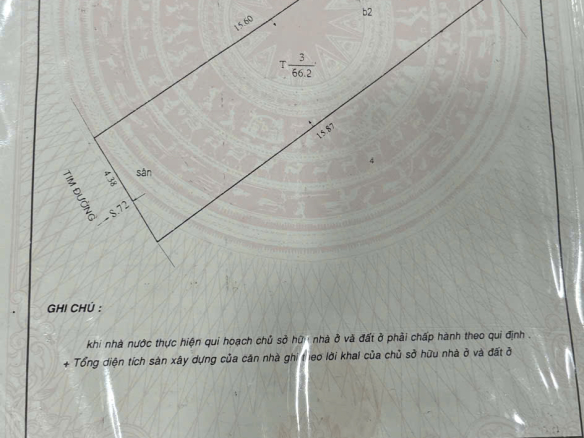 15.60
b2
T 3
66.2
15.87
4
4.38
sân
TIM ĐƯỜNG
8.72
GHI CHÚ :
khi nhà nước thực hiện qui hoạch chủ sở hữu nhà ở và đất ở phải chấp hành theo qui định .
+ Tổng diện tích sàn xây dựng của căn nhà ghi theo lời khai của chủ sở hữu nhà ở và đất ở